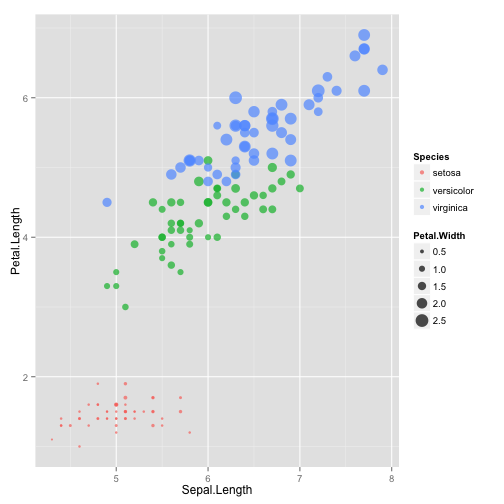 6
4
2
Petal.Length
5 6 7 8
Sepal.Length
Species
setosa
versicolor
virginica
Petal.Width
0.5
1.0
1.5
2.0
2.5